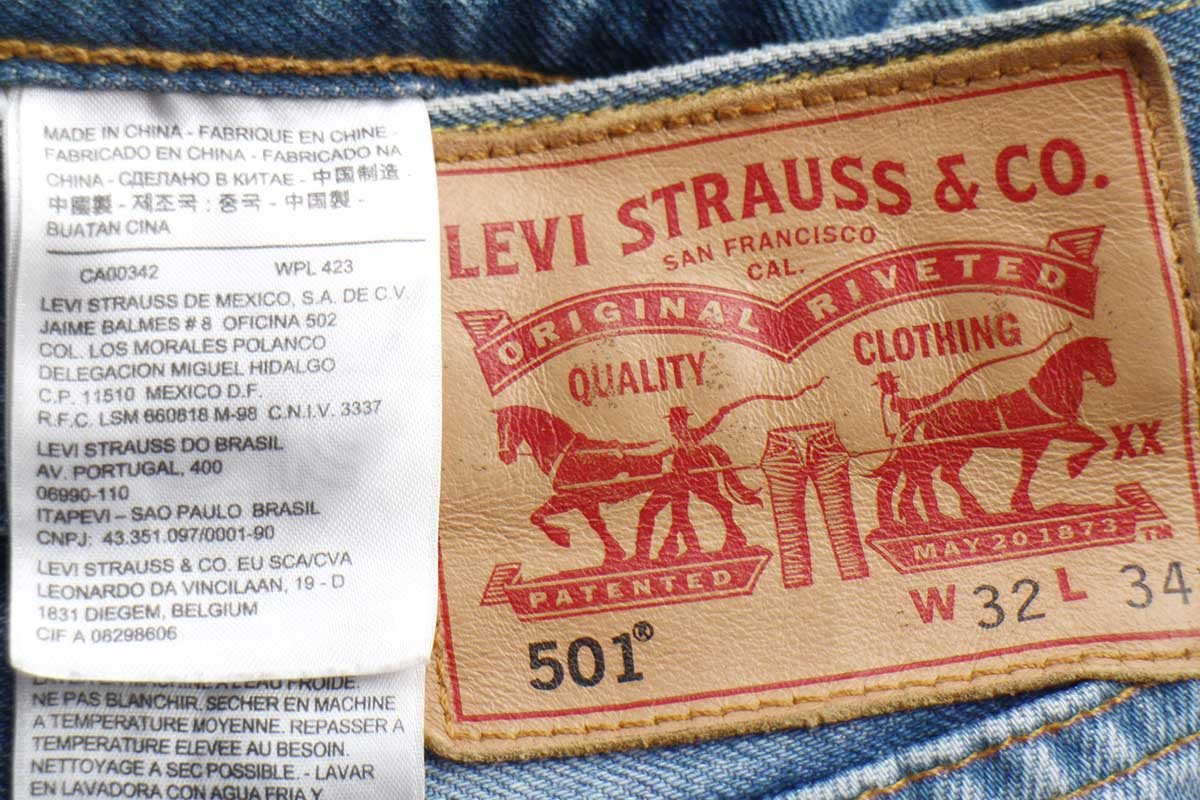 MADE IN CHINA - FABRIQUE EN CHINE -
FABRICADO EN CHINA - FABRICADO NA
CHINA - СДЕЛАНО В КИТАЕ - 中国制造 -
中國製 - 제조국 : 중국 - 中国製 -
BUATAN CINA
CA00342 WPL 423
LEVI STRAUSS DE MEXICO, S.A. DE C.V.
JAIME BALMES # 8 OFICINA 502
COL. LOS MORALES POLANCO
DELEGACION MIGUEL HIDALGO
C.P. 11510 MEXICO D.F.
R.F.C. LSM 660818 M-98 C.N.I.V. 3337
LEVI STRAUSS DO BRASIL
AV. PORTUGAL, 400
06990-110
ITAPEVI – SAO PAULO BRASIL
CNPJ: 43.351.097/0001-90
LEVI STRAUSS & CO. EU SCA/CVA
LEONARDO DA VINCILAAN, 19 - D
1831 DIEGEM, BELGIUM
CIF A 08298606
A L'EAU FROIDE.
NE PAS BLANCHIR. SECHER EN MACHINE
A TEMPERATURE MOYENNE. REPASSER A
TEMPERATURE ELEVEE AU BESOIN.
NETTOYAGE A SEC POSSIBLE. - LAVAR
EN LAVADORA CON AGUA FRIA Y
LEVI STRAUSS & CO.
SAN FRANCISCO
CAL.
ORIGINAL RIVETED
QUALITY CLOTHING
XX
PATENTED MAY 20 1873 TM
W 32 L 34
501®